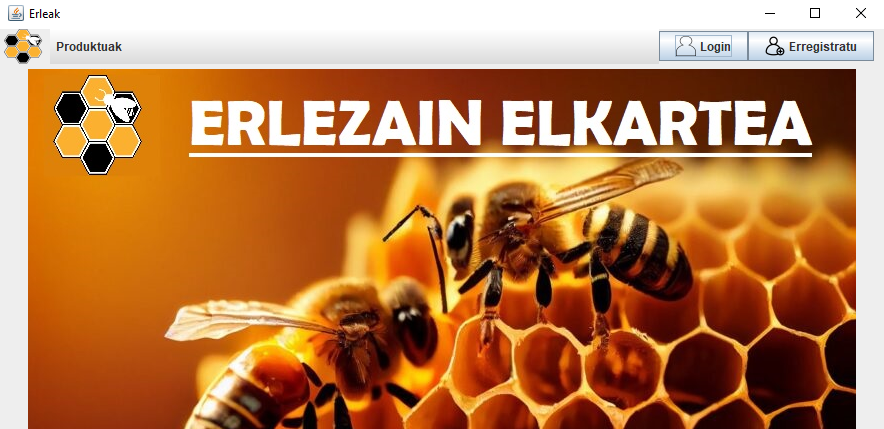 Erleak
Produktuak
Login
Erregistratu
ERLEZAIN ELKARTEA